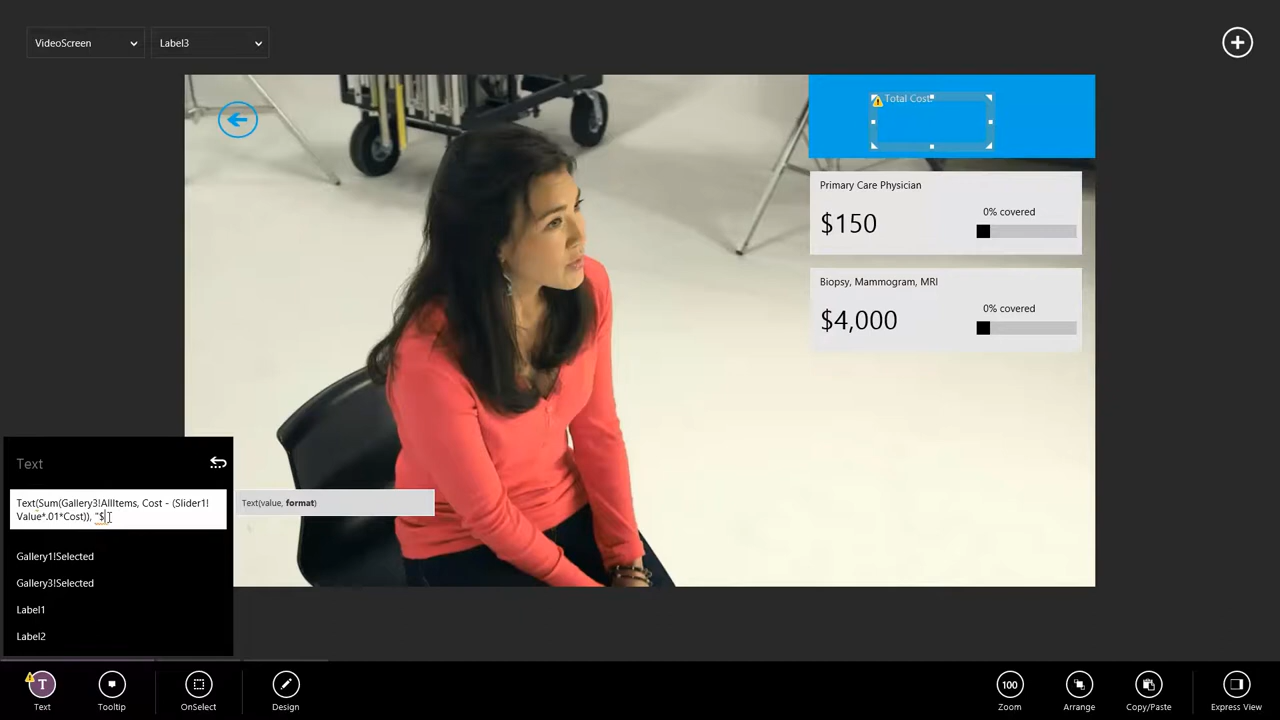 VideoScreen
Label3
Total Cost:
Primary Care Physician
$150
0% covered
Biopsy, Mammogram, MRI
$4,000
0% covered
Text
Text(Sum(Gallery3!AllItems, Cost - (Slider1!
Value*.01*Cost)), "$
Text(value, format)
Gallery1!Selected
Gallery3!Selected
Label1
Label2
T
Text
Tooltip
OnSelect
Design
100
Zoom
Arrange
Copy/Paste
Express View